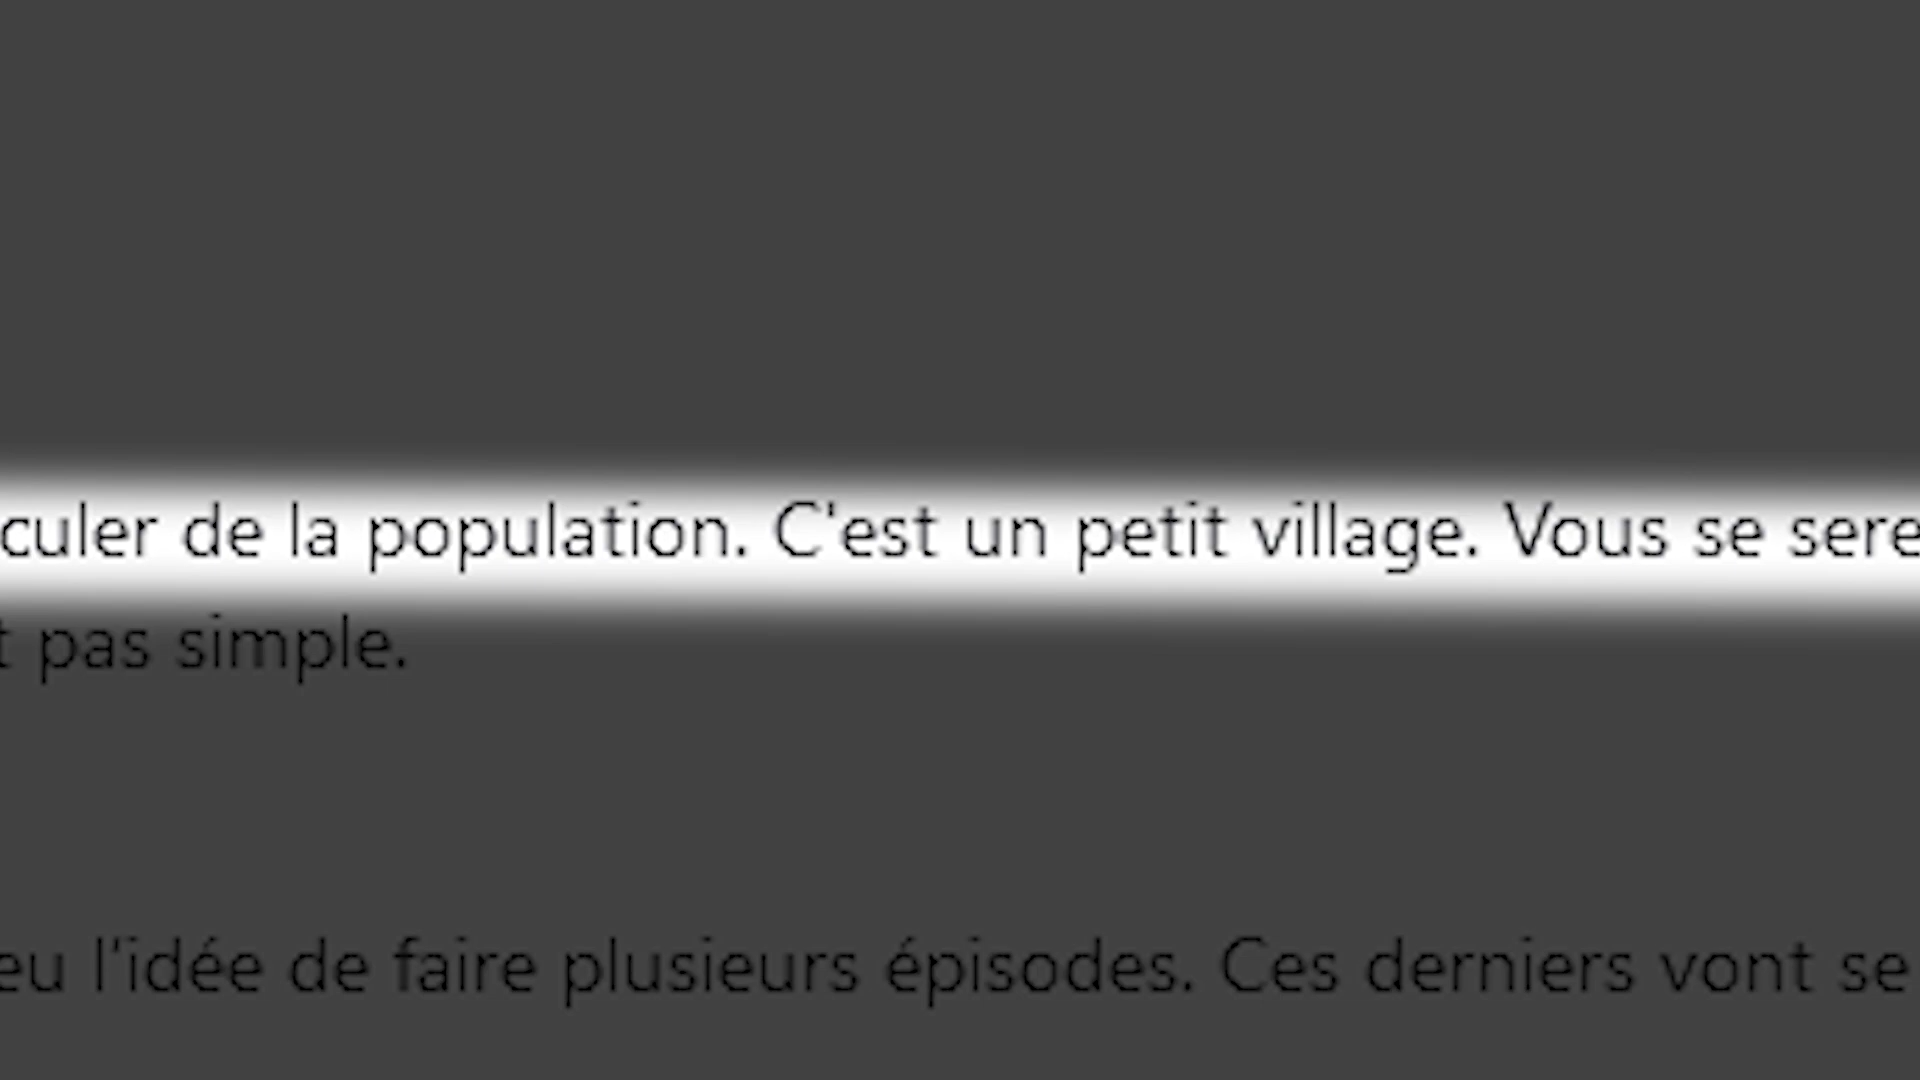 culer de la population. C'est un petit village. Vous se sere
t pas simple.
eu l'idée de faire plusieurs épisodes. Ces derniers vont se